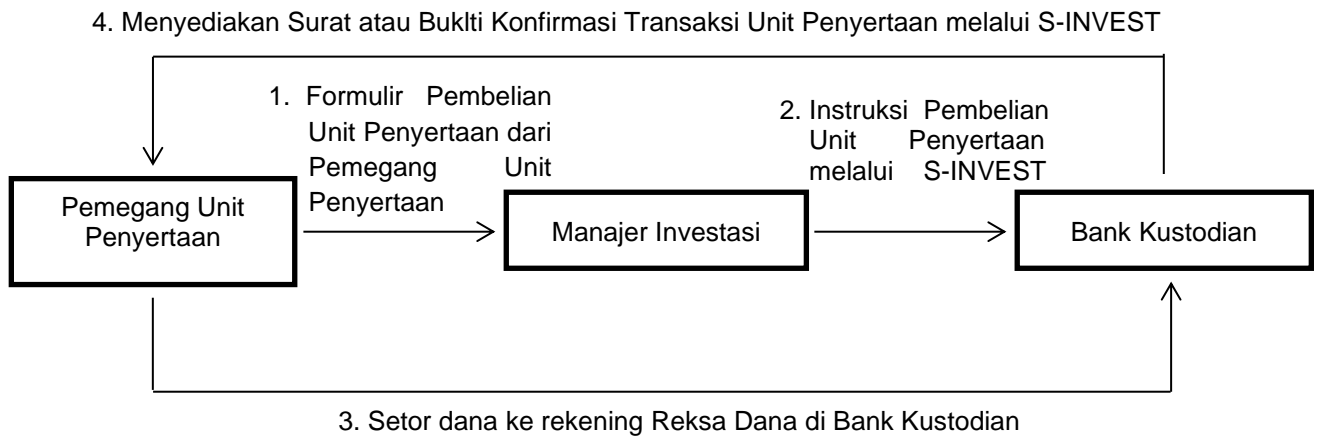 4. Menyediakan Surat atau Buklti Konfirmasi Transaksi Unit Penyertaan melalui S-INVEST
1. Formulir Pembelian
Unit Penyertaan dari
Pemegang Unit
Penyertaan
2. Instruksi Pembelian
Unit Penyertaan
melalui S-INVEST
Pemegang Unit
Penyertaan
Manajer Investasi
Bank Kustodian
3. Setor dana ke rekening Reksa Dana di Bank Kustodian